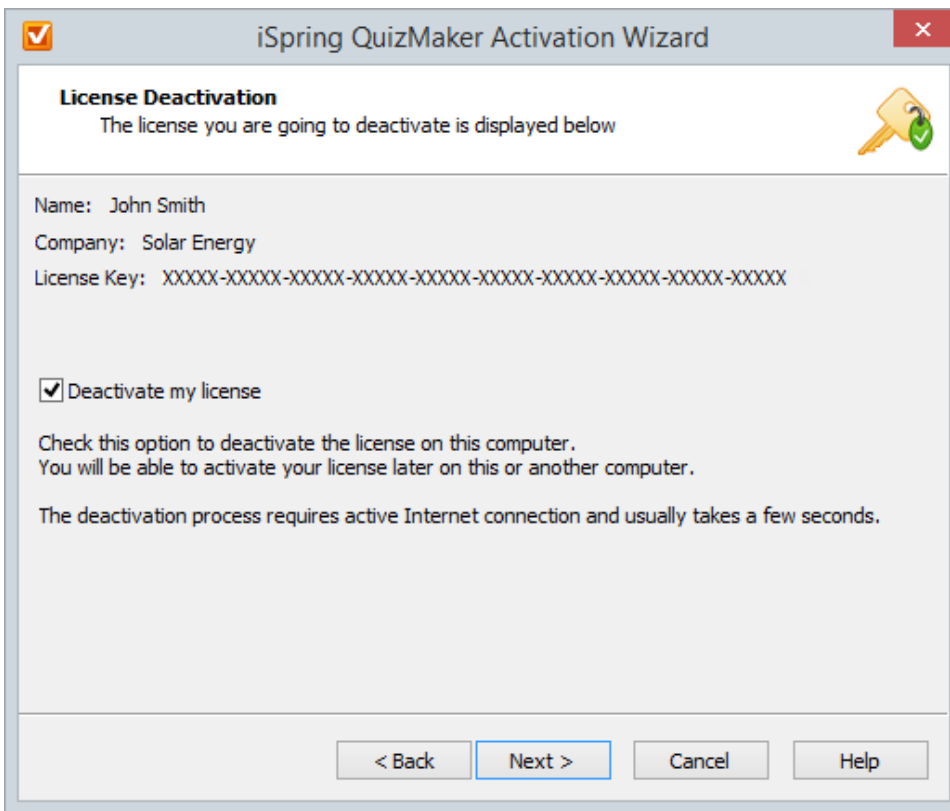 iSpring QuizMaker Activation Wizard
License Deactivation
The license you are going to deactivate is displayed below
Name: John Smith
Company: Solar Energy
License Key: XXXXX-XXXXX-XXXXX-XXXXX-XXXXX-XXXXX-XXXXX-XXXXX-XXXXX-XXXXX
Deactivate my license
Check this option to deactivate the license on this computer.
You will be able to activate your license later on this or another computer.
The deactivation process requires active Internet connection and usually takes a few seconds.
< Back Next > Cancel Help